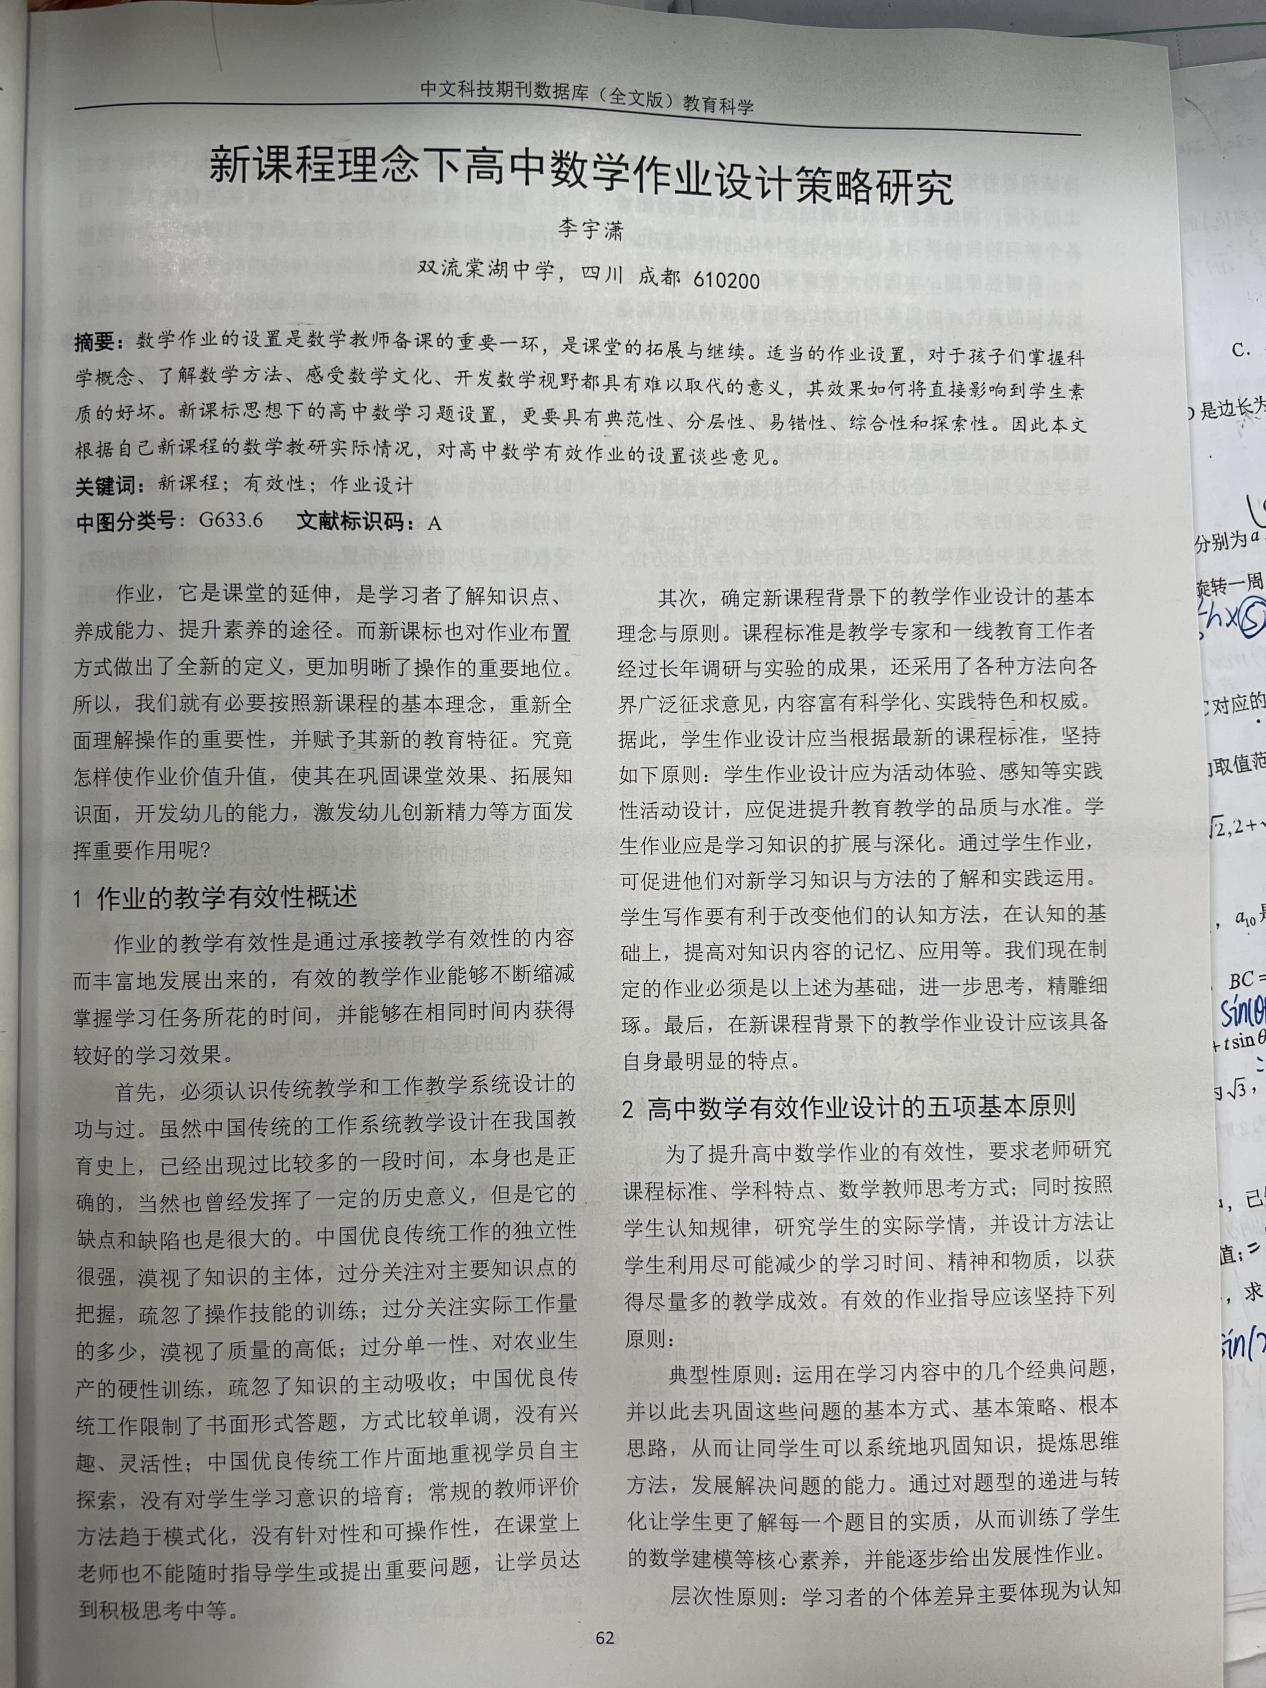 中文科技期刊数据库（全文版）教育科学
新课程理念下高中数学作业设计策略研究
李宇潇
双流棠湖中学，四川 成都 610200
摘要：数学作业的设置是数学教师备课的重要一环，是课堂的拓展与继续。适当的作业设置，对于孩子们掌握科
学概念、了解数学方法、感受数学文化、开发数学视野都具有难以取代的意义，其效果如何将直接影响到学生素
质的好坏。新课标思想下的高中数学习题设置，更要具有典范性、分层性、易错性、综合性和探索性。因此本文
根据自己新课程的数学教研实际情况，对高中数学有效作业的设置谈些意见。
关键词：新课程；有效性；作业设计
中图分类号：G633.6 文献标识码：A
作业，它是课堂的延伸，是学习者了解知识点、
养成能力、提升素养的途径。而新课标也对作业布置
方式做出了全新的定义，更加明晰了操作的重要地位。
所以，我们就有必要按照新课程的基本理念，重新全
面理解操作的重要性，并赋予其新的教育特征。究竟
怎样使作业价值升值，使其在巩固课堂效果、拓展知
识面，开发幼儿的能力，激发幼儿创新精力等方面发
挥重要作用呢？
1 作业的教学有效性概述
作业的教学有效性是通过承接教学有效性的内容
而丰富地发展出来的，有效的教学作业能够不断缩减
掌握学习任务所花的时间，并能够在相同时间内获得
较好的学习效果。
首先，必须认识传统教学和工作教学系统设计的
功与过。虽然中国传统的工作系统教学设计在我国教
育史上，已经出现过比较多的一段时间，本身也是正
确的，当然也曾经发挥了一定的历史意义，但是它的
缺点和缺陷也是很大的。中国优良传统工作的独立性
很强，漠视了知识的主体，过分关注对主要知识点的
把握，疏忽了操作技能的训练；过分关注实际工作量
的多少，漠视了质量的高低；过分单一性、对农业生
产的硬性训练，疏忽了知识的主动吸收；中国优良传
统工作限制了书面形式答题，方式比较单调，没有兴
趣、灵活性；中国优良传统工作片面地重视学员自主
探索，没有对学生学习意识的培育；常规的教师评价
方法趋于模式化，没有针对性和可操作性，在课堂上
老师也不能随时指导学生或提出重要问题，让学员达
到积极思考中等。
其次，确定新课程背景下的教学作业设计的基本
理念与原则。课程标准是教学专家和一线教育工作者
经过长年调研与实验的成果，还采用了各种方法向各
界广泛征求意见，内容富有科学化、实践特色和权威。
据此，学生作业设计应当根据最新的课程标准，坚持
如下原则：学生作业设计应为活动体验、感知等实践
性活动设计，应促进提升教育教学的品质与水准。学
生作业应是学习知识的扩展与深化。通过学生作业，
可促进他们对新学习知识与方法的了解和实践运用。
学生写作要有利于改变他们的认知方法，在认知的基
础上，提高对知识内容的记忆、应用等。我们现在制
定的作业必须是以上述为基础，进一步思考，精雕细
琢。最后，在新课程背景下的教学作业设计应该具备
自身最明显的特点。
2 高中数学有效作业设计的五项基本原则
为了提升高中数学作业的有效性，要求老师研究
课程标准、学科特点、数学教师思考方式；同时按照
学生认知规律，研究学生的实际学情，并设计方法让
学生利用尽可能减少的学习时间、精神和物质，以获
得尽量多的教学成效。有效的作业指导应该坚持下列
原则：
典型性原则：运用在学习内容中的几个经典问题，
并以此去巩固这些问题的基本方式、基本策略、根本
思路，从而让同学生可以系统地巩固知识，提炼思维
方法，发展解决问题的能力。通过对题型的递进与转
化让学生更了解每一个题目的实质，从而训练了学生
的数学建模等核心素养，并能逐步给出发展性作业。
层次性原则：学习者的个体差异主要体现为认知
62
C.
是边长为
分别为a
旋转一周
对应的
取值范
√2,2+
，a10是
BC=
sin(θ
+tsinθ
√3，
，已
值；
，求
sin(